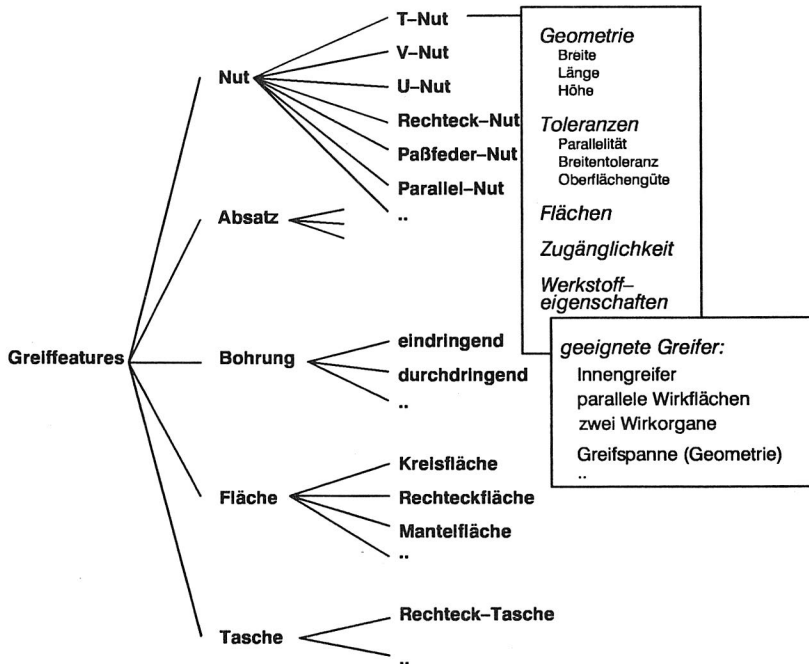 Greiffeatures
Nut
T–Nut
V–Nut
U–Nut
Rechteck–Nut
Paßfeder–Nut
Parallel–Nut
..
Absatz
Bohrung
eindringend
durchdringend
..
Fläche
Kreisfläche
Rechteckfläche
Mantelfläche
..
Tasche
Rechteck–Tasche
..
Geometrie
Breite
Länge
Höhe
Toleranzen
Parallelität
Breitentoleranz
Oberflächengüte
Flächen
Zugänglichkeit
Werkstoff–
eigenschaften
geeignete Greifer:
Innengreifer
parallele Wirkflächen
zwei Wirkorgane
Greifspanne (Geometrie)
..